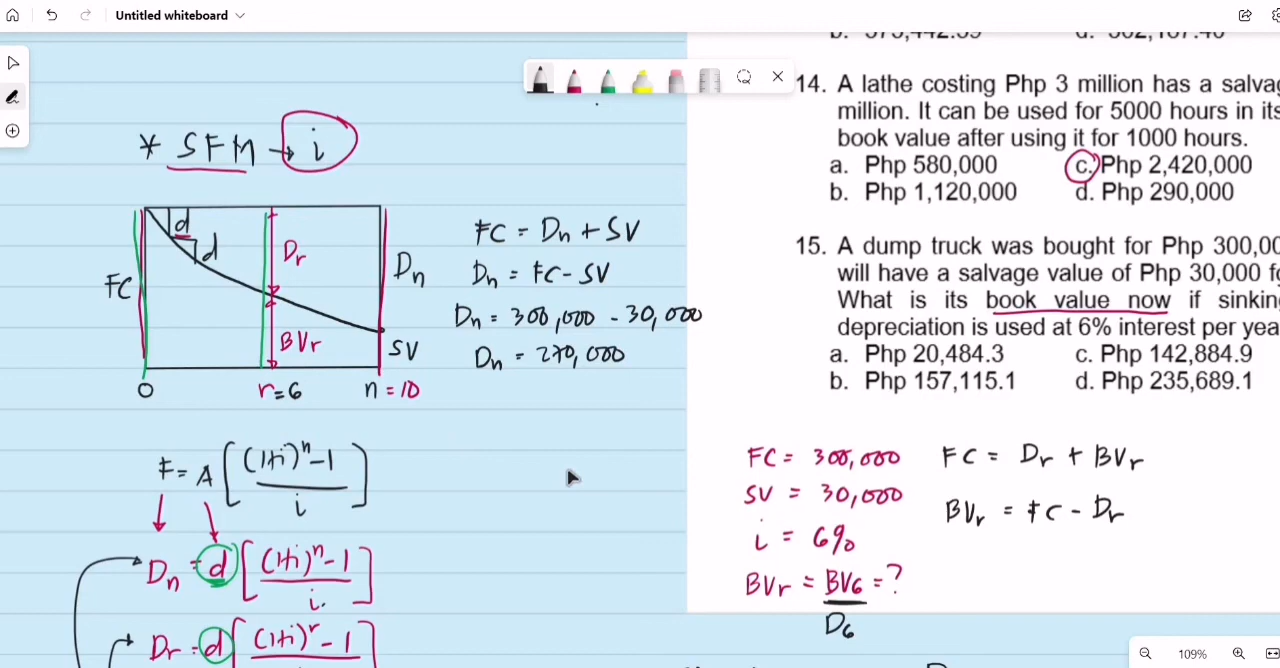 Untitled whiteboard
* SFM → i
d
d
Dr
FC
Dn
BVr
SV
0
r=6
n = 10
FC = Dn + SV
Dn = FC - SV
Dn = 300,000 - 30,000
Dn = 270,000
F = A [ (1+i)^n - 1 / i ]
Dn = d [ (1+i)^n - 1 / i ]
Dr = d [ (1+i)^r - 1
14. A lathe costing Php 3 million has a salvag
million. It can be used for 5000 hours in its
book value after using it for 1000 hours.
a. Php 580,000 c. Php 2,420,000
b. Php 1,120,000 d. Php 290,000
15. A dump truck was bought for Php 300,00
will have a salvage value of Php 30,000 f
What is its book value now if sinkin
depreciation is used at 6% interest per yea
a. Php 20,484.3 c. Php 142,884.9
b. Php 157,115.1 d. Php 235,689.1
FC = 300,000
SV = 30,000
i = 6%
BVr = BV6 = ?
D6
FC = Dr + BVr
BVr = FC - Dr
109%